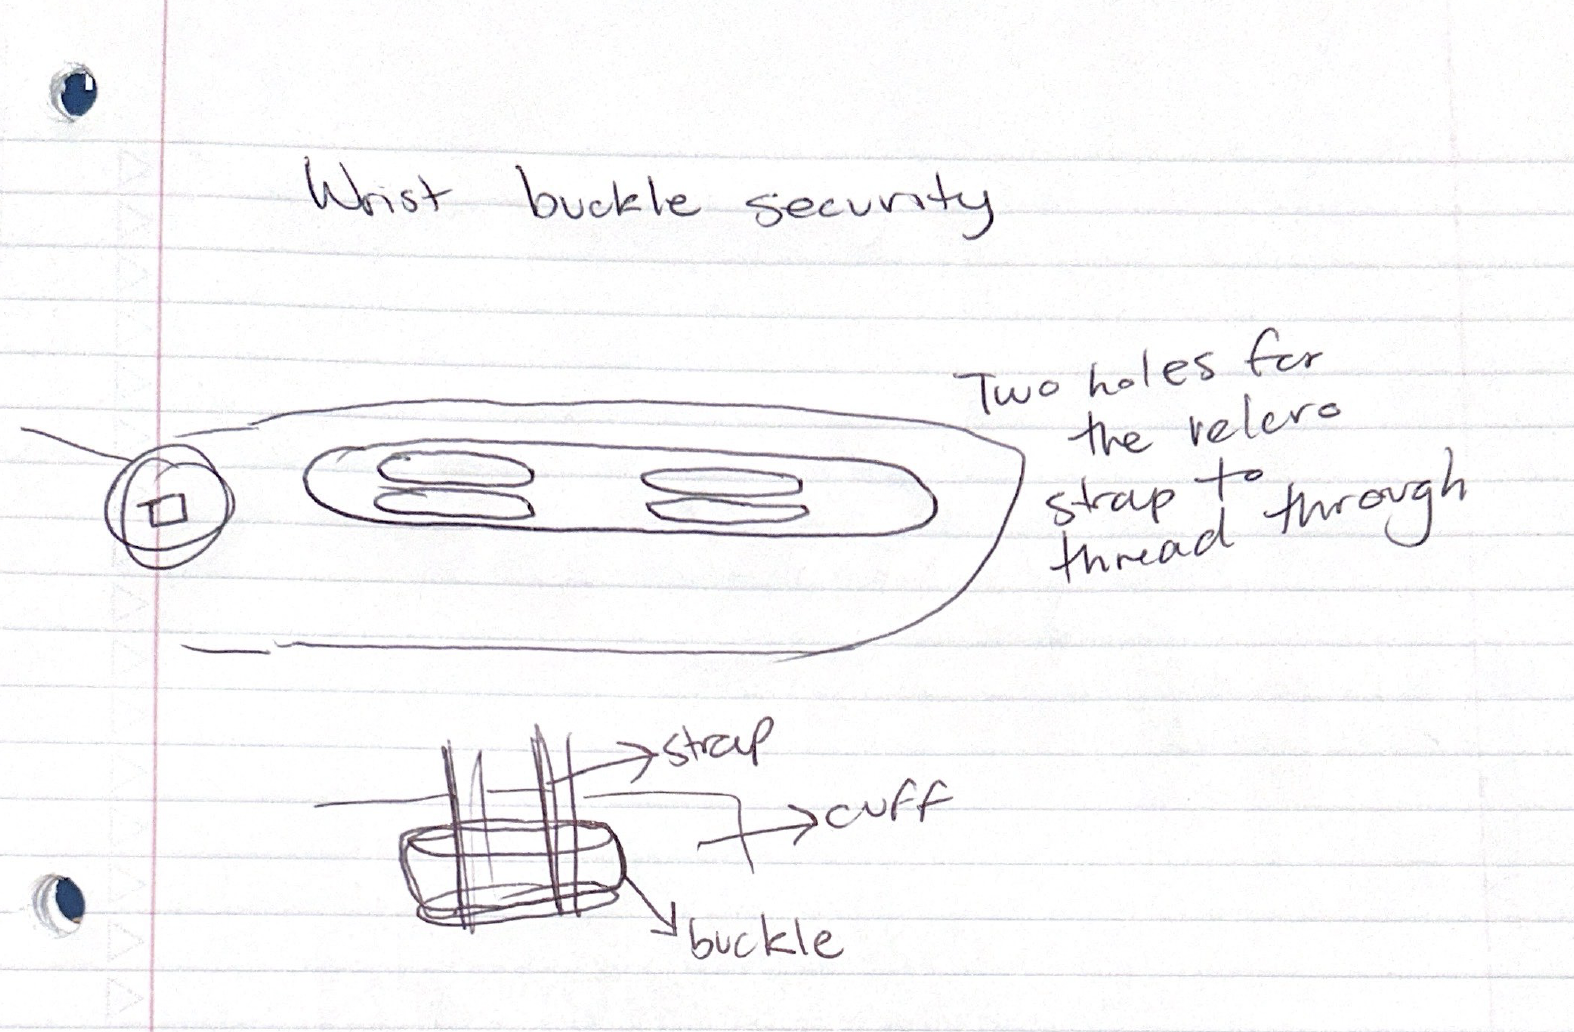 Wrist buckle security
Two holes for
the velcro
strap to
thread through
strap
cuff
buckle